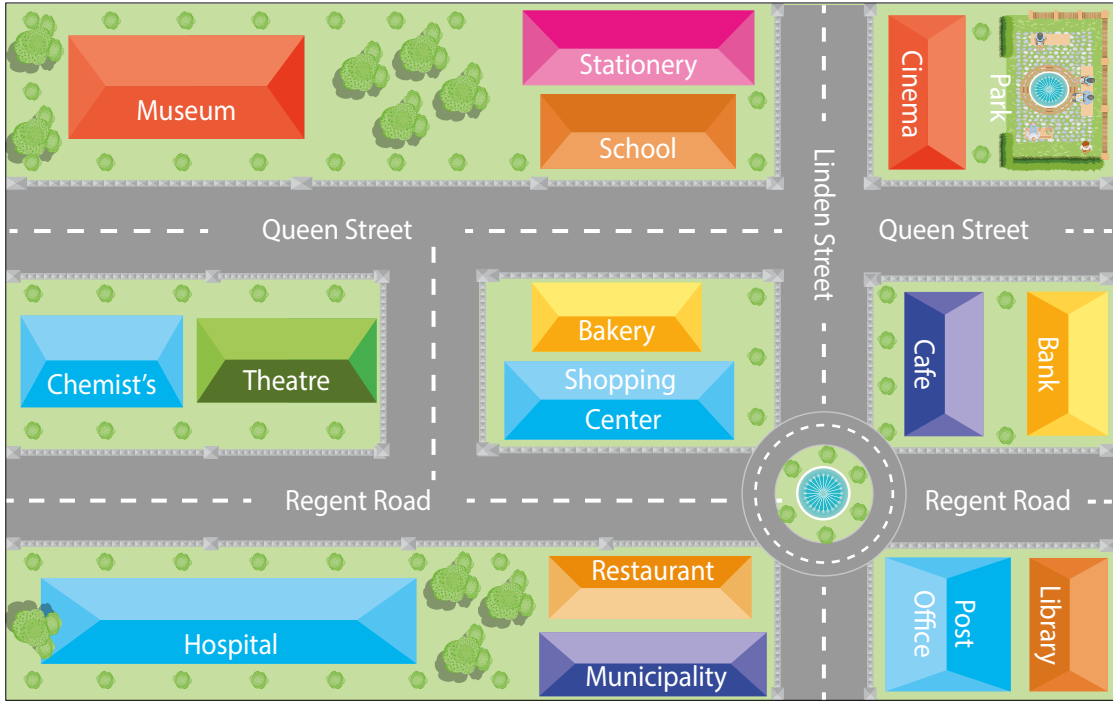 Museum
Stationery
School
Cinema
Park
Queen Street
Linden Street
Queen Street
Chemist's
Theatre
Bakery
Shopping
Center
Cafe
Bank
Regent Road
Regent Road
Hospital
Restaurant
Municipality
Post
Office
Library